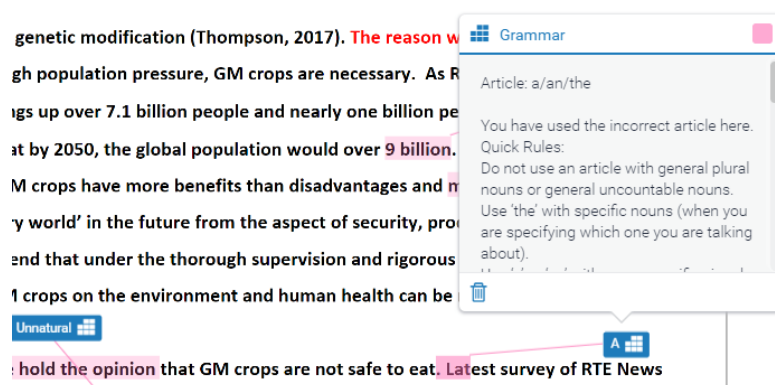 genetic modification (Thompson, 2017). The reason w
gh population pressure, GM crops are necessary. As R
ngs up over 7.1 billion people and nearly one billion pe
at by 2050, the global population would over 9 billion.
M crops have more benefits than disadvantages and
ry world' in the future from the aspect of security, pro
end that under the thorough supervision and rigorous
crops on the environment and human health can be
Unnatural
hold the opinion that GM crops are not safe to eat. Latest survey of RTE News
Grammar
Article: a/an/the
You have used the incorrect article here.
Quick Rules:
Do not use an article with general plural
nouns or general uncountable nouns.
Use 'the' with specific nouns (when you
are specifying which one you are talking
about).
A